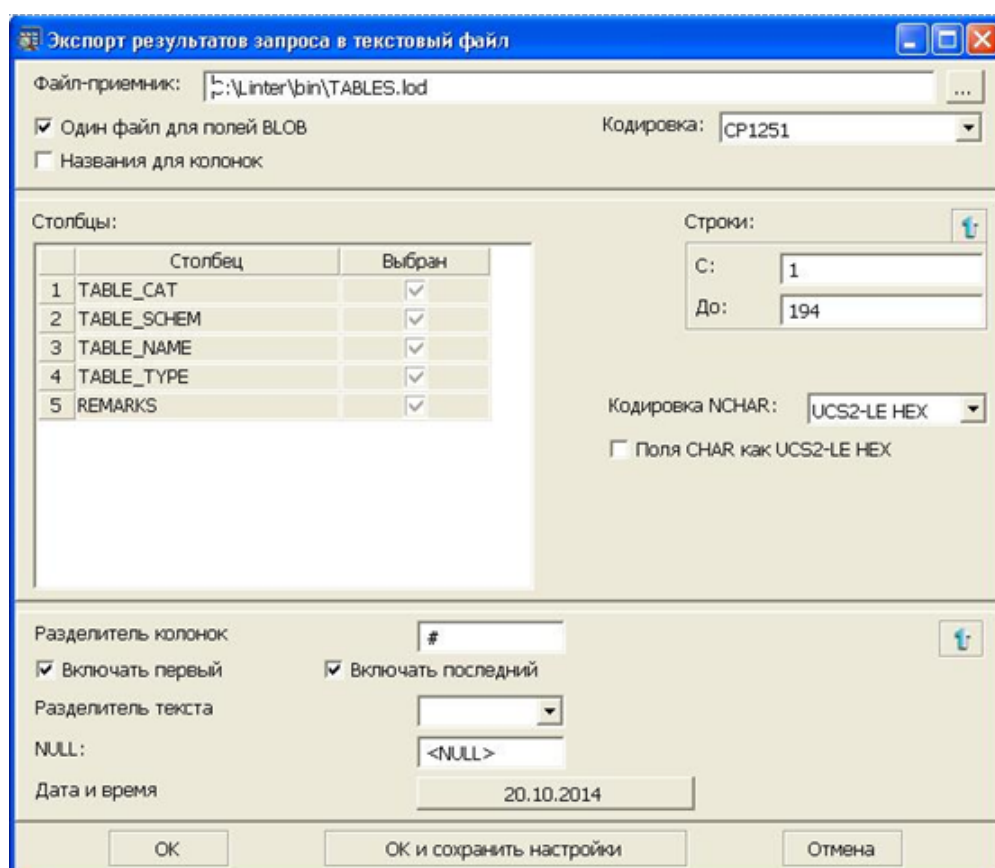 Экспорт результатов запроса в текстовый файл
Файл-приемник: C:\Linter\bin\TABLES.lod ...
Один файл для полей BLOB Кодировка: CP1251
Названия для колонок
Столбцы: Строки:
Столбец Выбран
С: 1
1 TABLE_CAT
2 TABLE_SCHEM До: 194
3 TABLE_NAME
4 TABLE_TYPE
5 REMARKS Кодировка NCHAR: UCS2-LE HEX
Поля CHAR как UCS2-LE HEX
Разделитель колонок #
Включать первый Включать последний
Разделитель текста
NULL: <NULL>
Дата и время 20.10.2014
OK OK и сохранить настройки Отмена